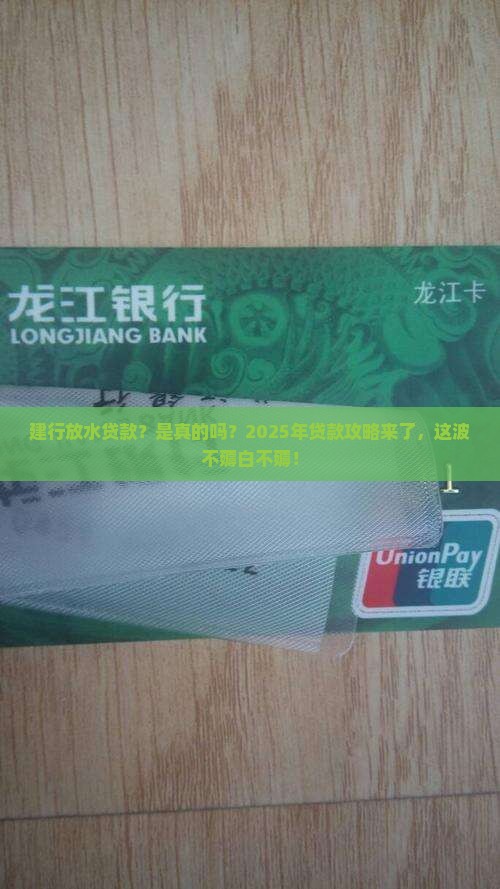 龙江银行
龙江卡
LONGJIANG BANK
建行放水贷款？是真的吗？2025年贷款攻略来了，这波
不薅白不薅！
UnionPay
银联